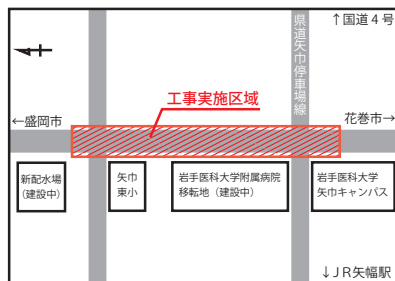 ↑国道４号
県道矢巾停車場線
工事実施区域
←盛岡市
花巻市→
新配水場
（建設中）
矢巾
東小
岩手医科大学附属病院
移転地（建設中）
岩手医科大学
矢巾キャンパス
↓ＪＲ矢幅駅